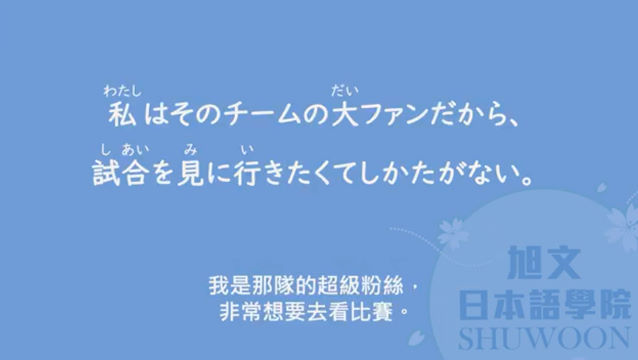 わたし だい
私はそのチームの大ファンだから、
し あい み い
試合を見に行きたくてしかたがない。
我是那隊的超級粉絲，
非常想要去看比賽。
旭文
日本語學院
SHUWOON